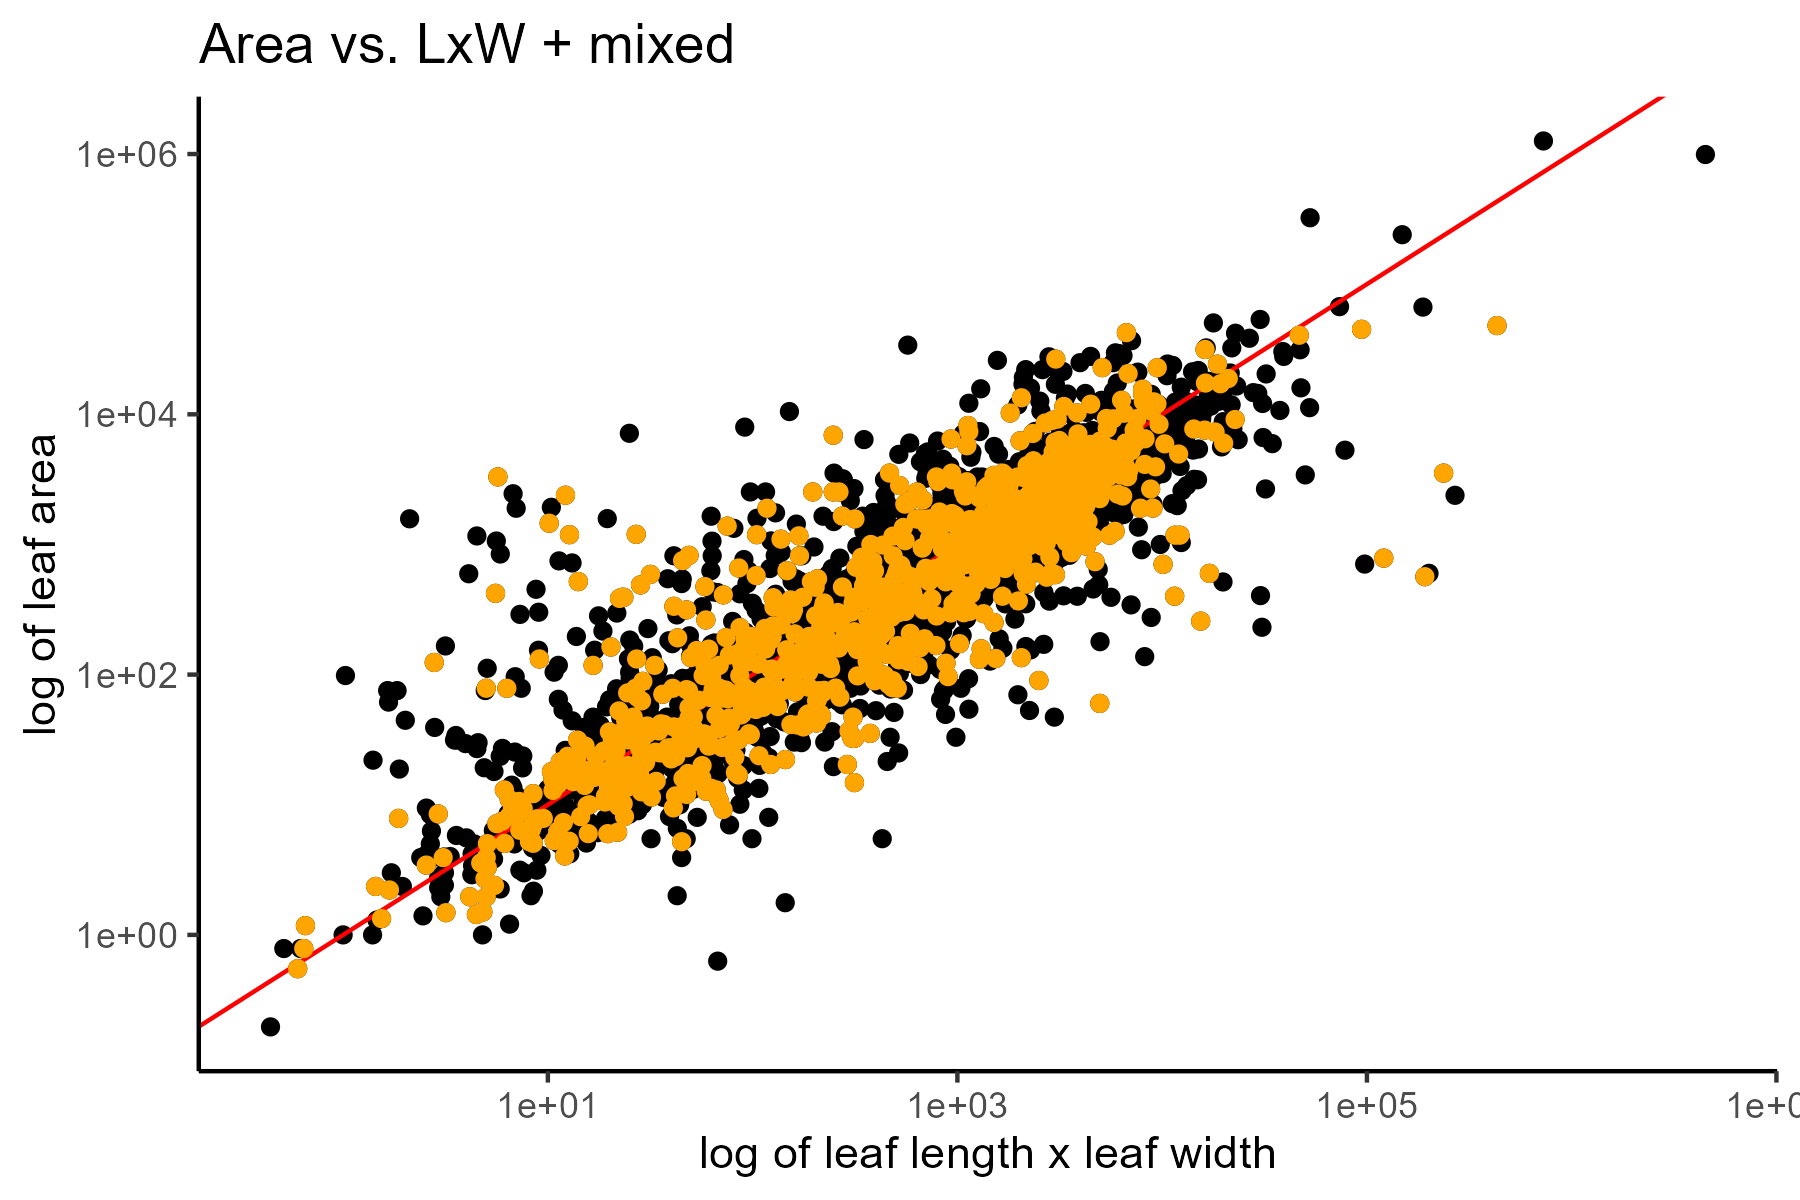 Area vs. LxW + mixed
1e+06
1e+04
1e+02
1e+00
log of leaf area
1e+01
1e+03
1e+05
log of leaf length x leaf width